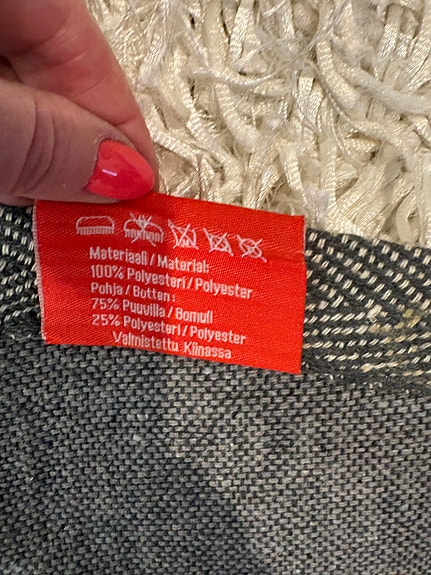 Materiaali / Material:
100% Polyesteri / Polyester
Pohja / Botten:
75% Puuvilla / Bomull
25% Polyesteri / Polyester
Valmistettu Kiinassa